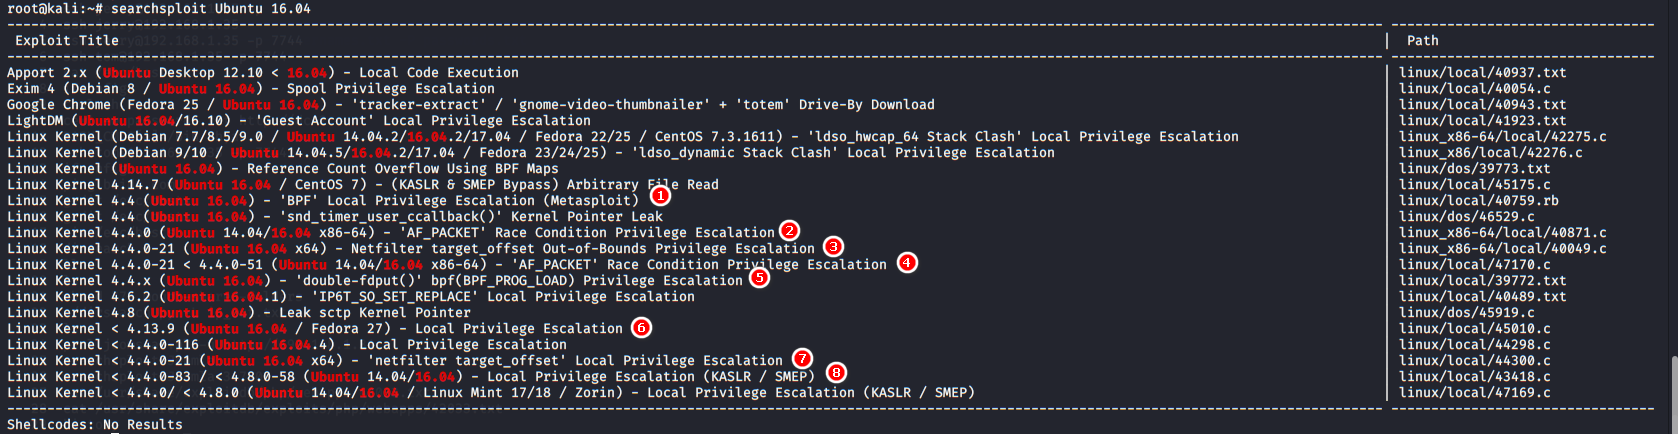 root@kali:~# searchsploit Ubuntu 16.04
Exploit Title | Path
Apport 2.x (Ubuntu Desktop 12.10 < 16.04) - Local Code Execution | linux/local/40937.txt
Exim 4 (Debian 8 / Ubuntu 16.04) - Spool Privilege Escalation | linux/local/40054.c
Google Chrome (Fedora 25 / Ubuntu 16.04) - 'tracker-extract' / 'gnome-video-thumbnailer' + 'totem' Drive-By Download | linux/local/40943.txt
LightDM (Ubuntu 16.04/16.10) - 'Guest Account' Local Privilege Escalation | linux/local/41923.txt
Linux Kernel (Debian 7.7/8.5/9.0 / Ubuntu 14.04.2/16.04.2/17.04 / Fedora 22/25 / CentOS 7.3.1611) - 'ldso_hwcap_64 Stack Clash' Local Privilege Escalation | linux_x86-64/local/42275.c
Linux Kernel (Debian 9/10 / Ubuntu 14.04.5/16.04.2/17.04 / Fedora 23/24/25) - 'ldso_dynamic Stack Clash' Local Privilege Escalation | linux_x86/local/42276.c
Linux Kernel (Ubuntu 16.04) - Reference Count Overflow Using BPF Maps | linux/dos/39773.txt
Linux Kernel 4.14.7 (Ubuntu 16.04 / CentOS 7) - (KASLR & SMEP Bypass) Arbitrary File Read | linux/local/45175.c
Linux Kernel 4.4 (Ubuntu 16.04) - 'BPF' Local Privilege Escalation (Metasploit) 1 | linux/local/40759.rb
Linux Kernel 4.4 (Ubuntu 16.04) - 'snd_timer_user_ccallback()' Kernel Pointer Leak | linux/dos/46529.c
Linux Kernel 4.4.0 (Ubuntu 14.04/16.04 x86-64) - 'AF_PACKET' Race Condition Privilege Escalation 2 | linux_x86-64/local/40871.c
Linux Kernel 4.4.0-21 (Ubuntu 16.04 x64) - Netfilter target_offset Out-of-Bounds Privilege Escalation 3 | linux_x86-64/local/40049.c
Linux Kernel 4.4.0-21 < 4.4.0-51 (Ubuntu 14.04/16.04 x86-64) - 'AF_PACKET' Race Condition Privilege Escalation 4 | linux/local/47170.c
Linux Kernel 4.4.x (Ubuntu 16.04) - 'double-fdput()' bpf(BPF_PROG_LOAD) Privilege Escalation 5 | linux/local/39772.txt
Linux Kernel 4.6.2 (Ubuntu 16.04.1) - 'IP6T_SO_SET_REPLACE' Local Privilege Escalation | linux/local/40489.txt
Linux Kernel 4.8 (Ubuntu 16.04) - Leak sctp Kernel Pointer | linux/dos/45919.c
Linux Kernel < 4.13.9 (Ubuntu 16.04 / Fedora 27) - Local Privilege Escalation 6 | linux/local/45010.c
Linux Kernel < 4.4.0-116 (Ubuntu 16.04.4) - Local Privilege Escalation | linux/local/44298.c
Linux Kernel < 4.4.0-21 (Ubuntu 16.04 x64) - 'netfilter target_offset' Local Privilege Escalation 7 | linux/local/44300.c
Linux Kernel < 4.4.0-83 / < 4.8.0-58 (Ubuntu 14.04/16.04) - Local Privilege Escalation (KASLR / SMEP) 8 | linux/local/43418.c
Linux Kernel < 4.4.0/ < 4.8.0 (Ubuntu 14.04/16.04 / Linux Mint 17/18 / Zorin) - Local Privilege Escalation (KASLR / SMEP) | linux/local/47169.c
Shellcodes: No Results